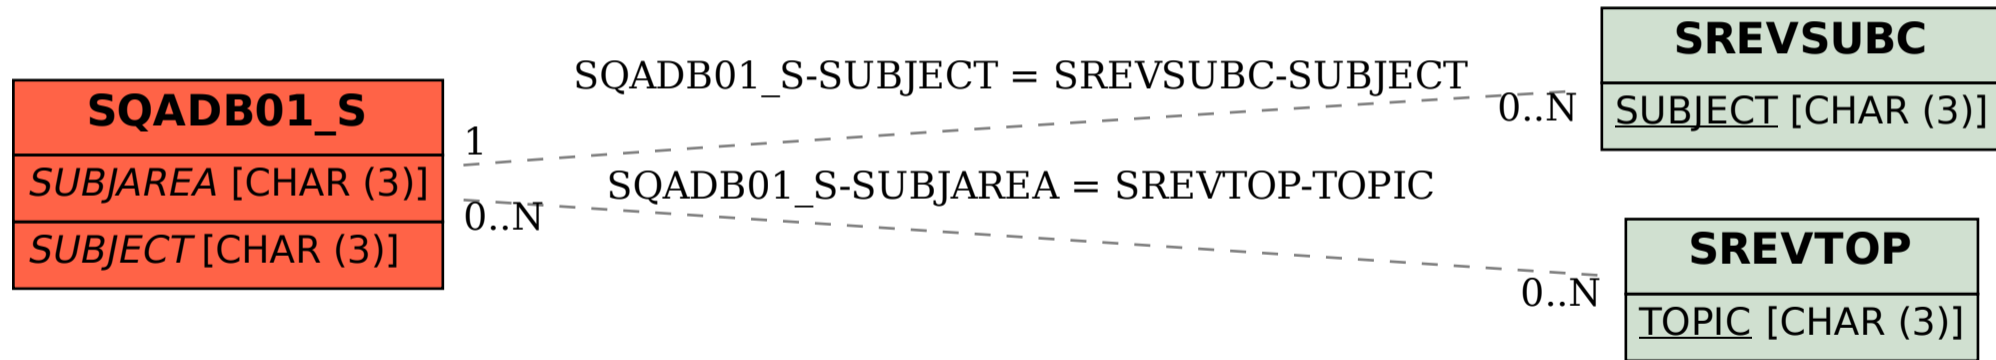 SQADB01_S
SUBJAREA [CHAR (3)]
SUBJECT [CHAR (3)]
1
0..N
SQADB01_S-SUBJECT = SREVSUBC-SUBJECT
0..N
SQADB01_S-SUBJAREA = SREVTOP-TOPIC
0..N
SREVSUBC
SUBJECT [CHAR (3)]
SREVTOP
TOPIC [CHAR (3)]